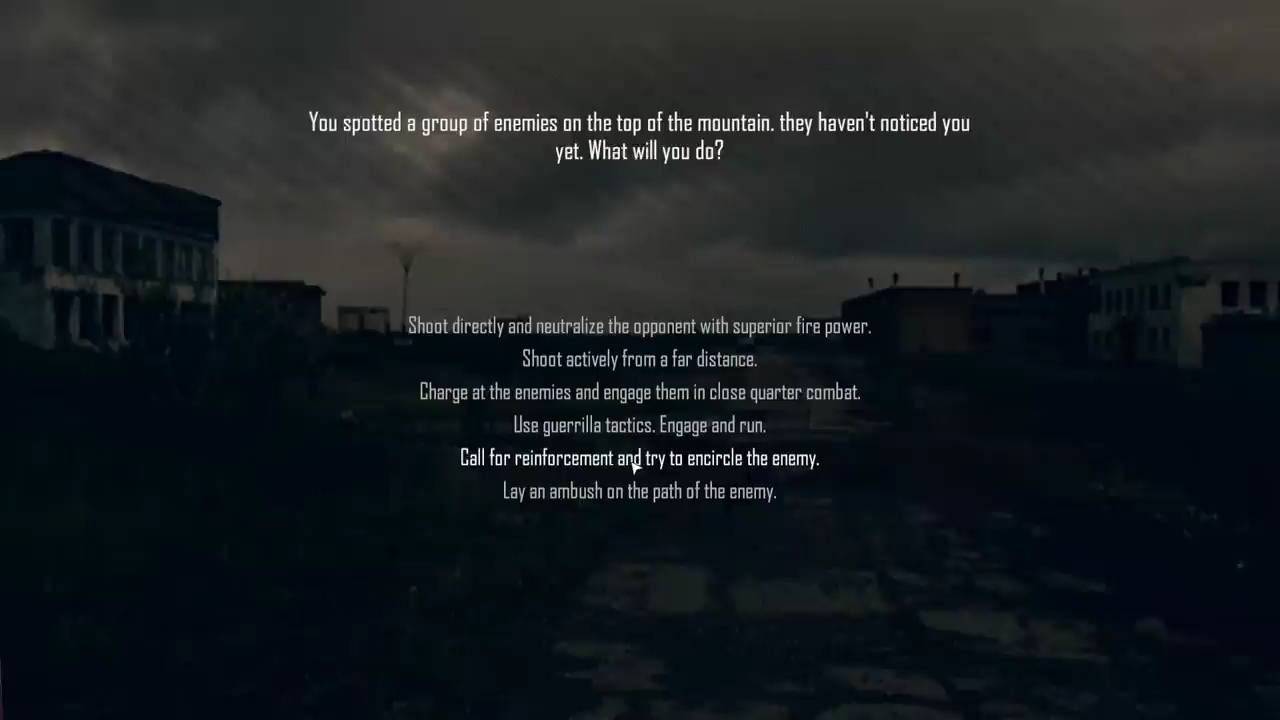 You spotted a group of enemies on the top of the mountain. they haven't noticed you
yet. What will you do?
Shoot directly and neutralize the opponent with superior fire power.
Shoot actively from a far distance.
Charge at the enemies and engage them in close quarter combat.
Use guerrilla tactics. Engage and run.
Call for reinforcement and try to encircle the enemy.
Lay an ambush on the path of the enemy.